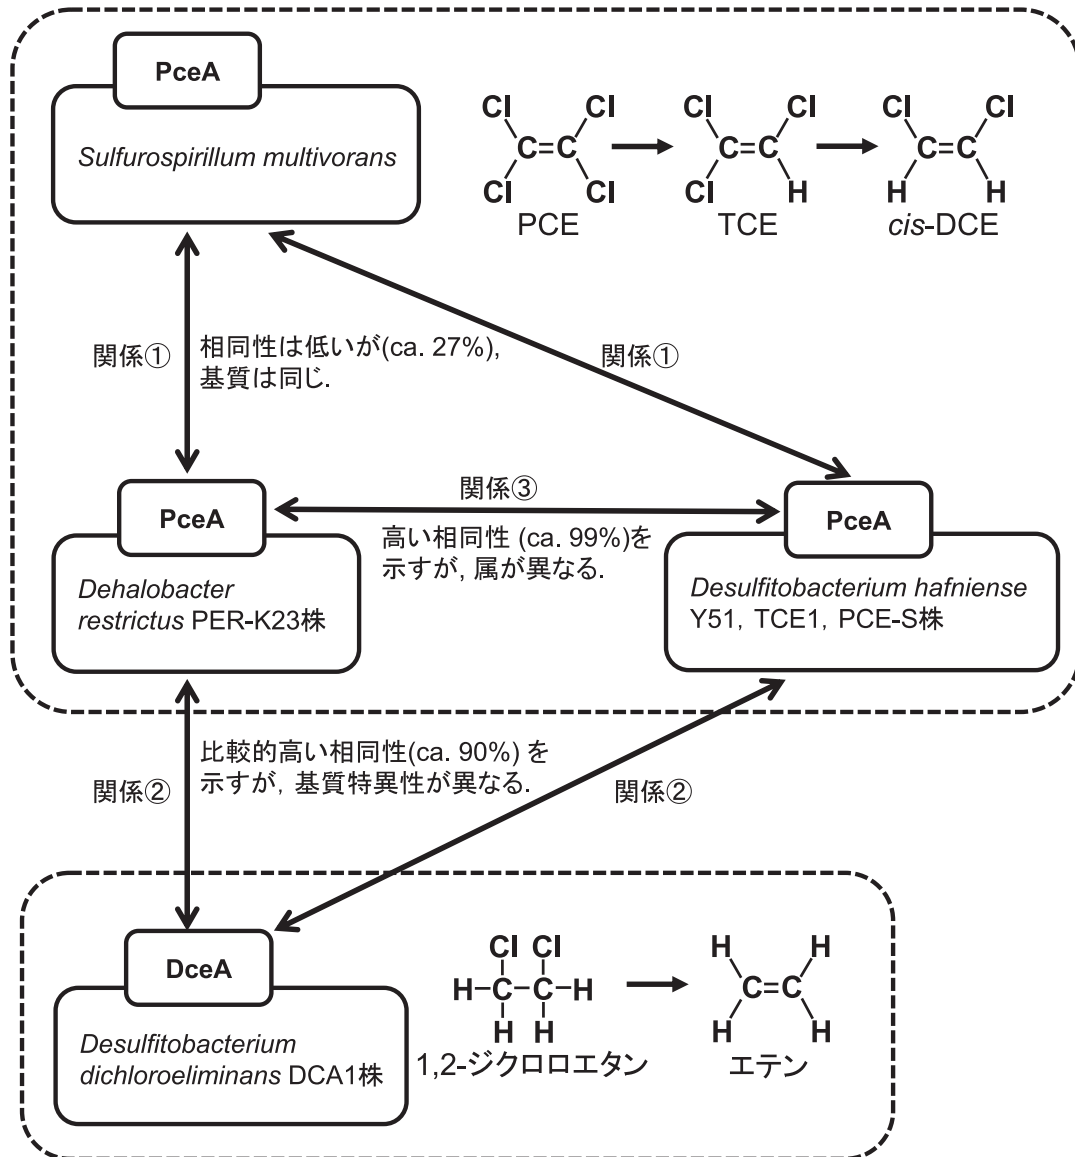 PceA
Sulfurospirillum multivorans
Cl Cl Cl Cl Cl Cl
C=C C=C C=C
Cl Cl Cl H H H
PCE TCE cis-DCE
関係①
相同性は低いが(ca. 27%),
基質は同じ.
関係①
関係③
高い相同性 (ca. 99%)を
示すが, 属が異なる.
PceA
Dehalobacter
restrictus PER-K23株
PceA
Desulfitobacterium hafniense
Y51, TCE1, PCE-S株
関係②
比較的高い相同性(ca. 90%) を
示すが, 基質特異性が異なる.
関係②
DceA
Desulfitobacterium
dichloroeliminans DCA1株
Cl Cl H H
H-C-C-H C=C
H H H H
1,2-ジクロロエタン エテン